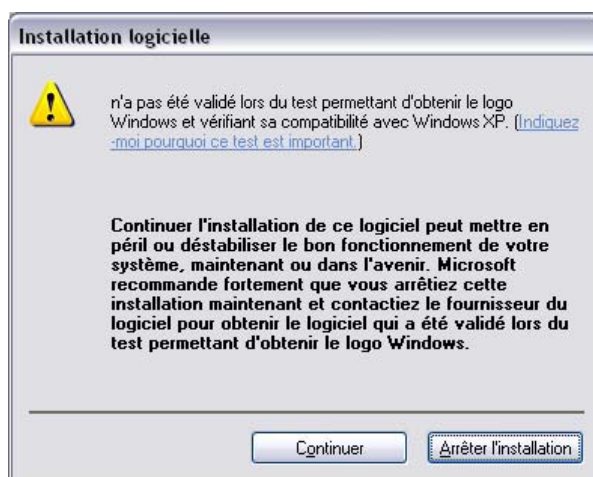 Installation logicielle
n'a pas été validé lors du test permettant d'obtenir le logo
Windows et vérifiant sa compatibilité avec Windows XP. (Indiquez
-moi pourquoi ce test est important.)
Continuer l'installation de ce logiciel peut mettre en
péril ou déstabiliser le bon fonctionnement de votre
système, maintenant ou dans l'avenir. Microsoft
recommande fortement que vous arrêtiez cette
installation maintenant et contactiez le fournisseur du
logiciel pour obtenir le logiciel qui a été validé lors du
test permettant d'obtenir le logo Windows.
Continuer
Arrêter l'installation